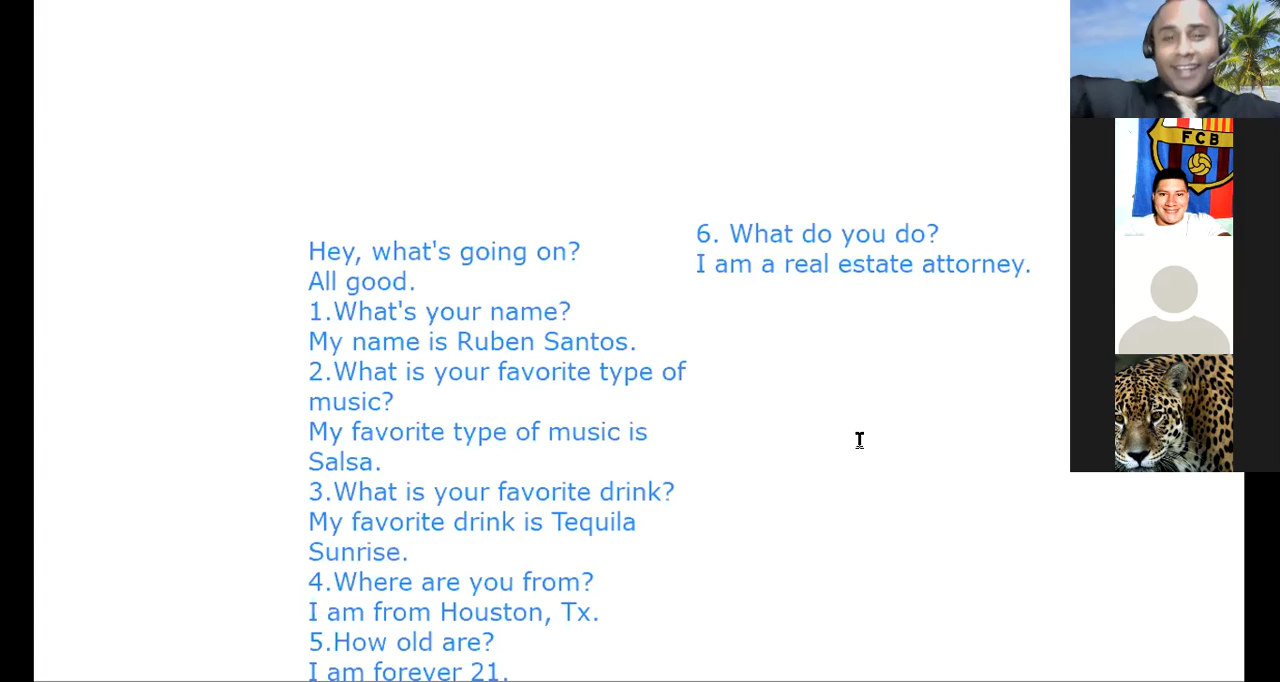 Hey, what's going on?
All good.
1.What's your name?
My name is Ruben Santos.
2.What is your favorite type of
music?
My favorite type of music is
Salsa.
3.What is your favorite drink?
My favorite drink is Tequila
Sunrise.
4.Where are you from?
I am from Houston, Tx.
5.How old are?
I am forever 21.
6. What do you do?
I am a real estate attorney.
FCB